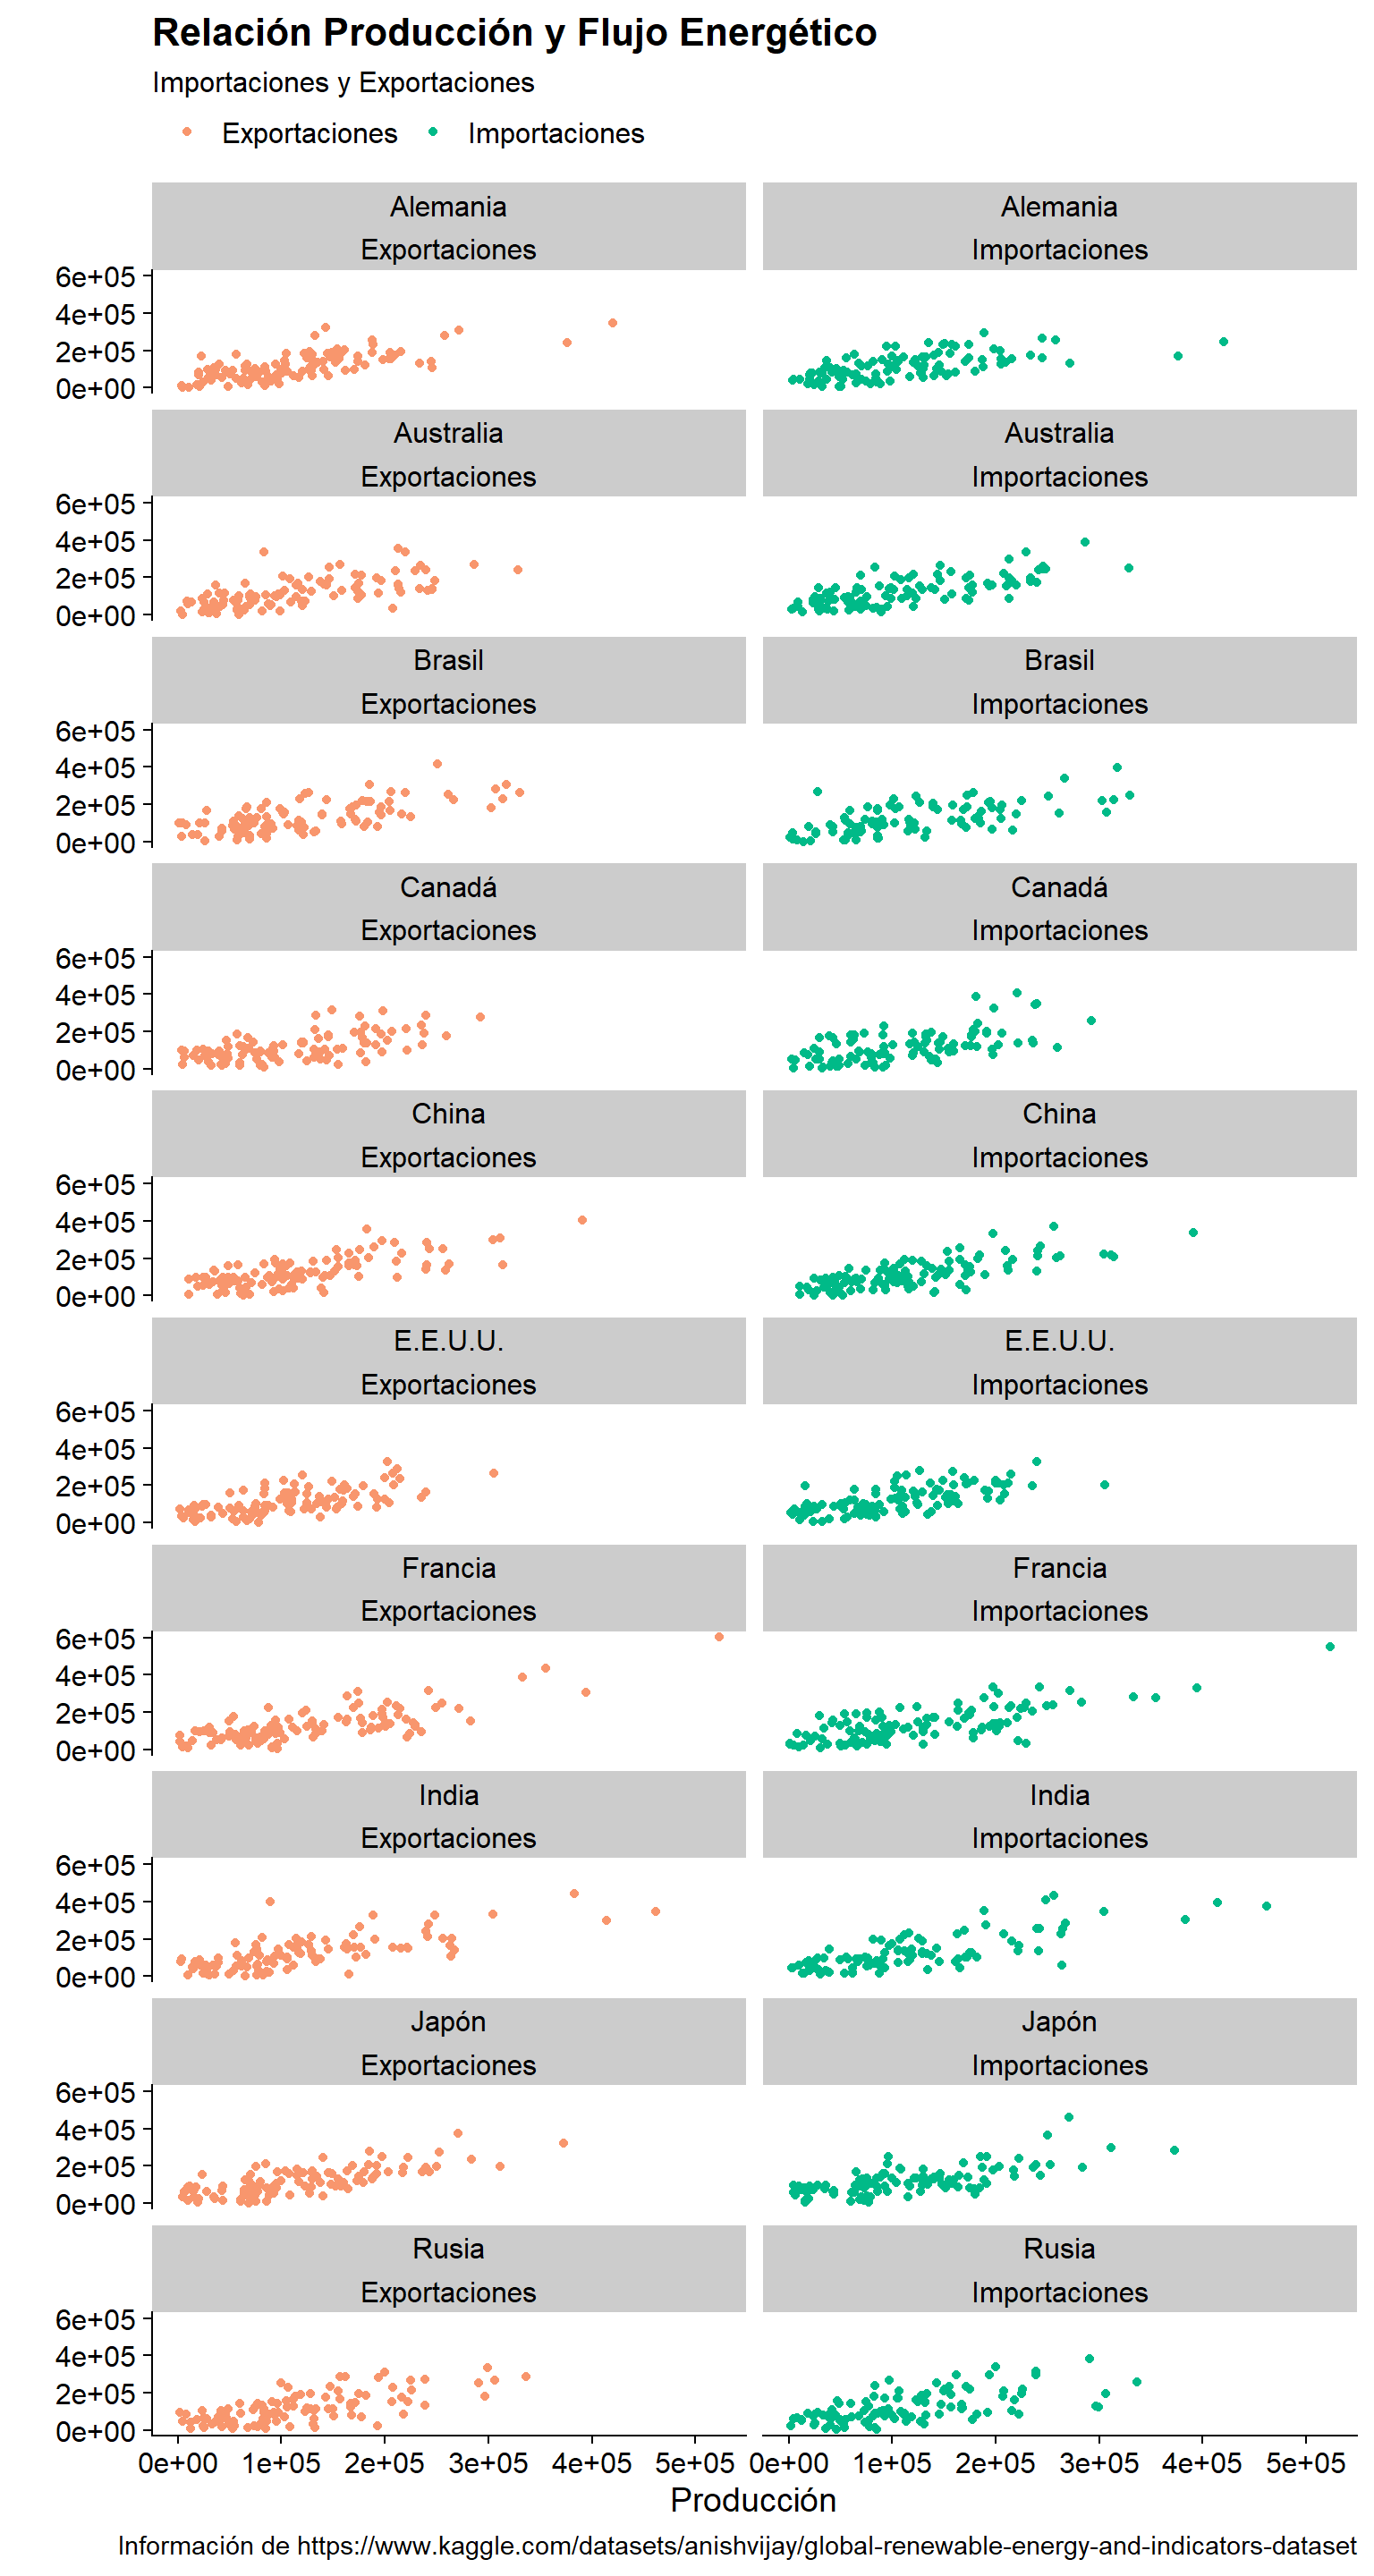 Relación Producción y Flujo Energético
Importaciones y Exportaciones
Exportaciones Importaciones
Alemania Alemania
Exportaciones Importaciones
6e+05
4e+05
2e+05
0e+00
Australia Australia
Exportaciones Importaciones
6e+05
4e+05
2e+05
0e+00
Brasil Brasil
Exportaciones Importaciones
6e+05
4e+05
2e+05
0e+00
Canadá Canadá
Exportaciones Importaciones
6e+05
4e+05
2e+05
0e+00
China China
Exportaciones Importaciones
6e+05
4e+05
2e+05
0e+00
E.E.U.U. E.E.U.U.
Exportaciones Importaciones
6e+05
4e+05
2e+05
0e+00
Francia Francia
Exportaciones Importaciones
6e+05
4e+05
2e+05
0e+00
India India
Exportaciones Importaciones
6e+05
4e+05
2e+05
0e+00
Japón Japón
Exportaciones Importaciones
6e+05
4e+05
2e+05
0e+00
Rusia Rusia
Exportaciones Importaciones
6e+05
4e+05
2e+05
0e+00
0e+00 1e+05 2e+05 3e+05 4e+05 5e+05 0e+00 1e+05 2e+05 3e+05 4e+05 5e+05
Producción
Información de https://www.kaggle.com/datasets/anishvijay/global-renewable-energy-and-indicators-dataset